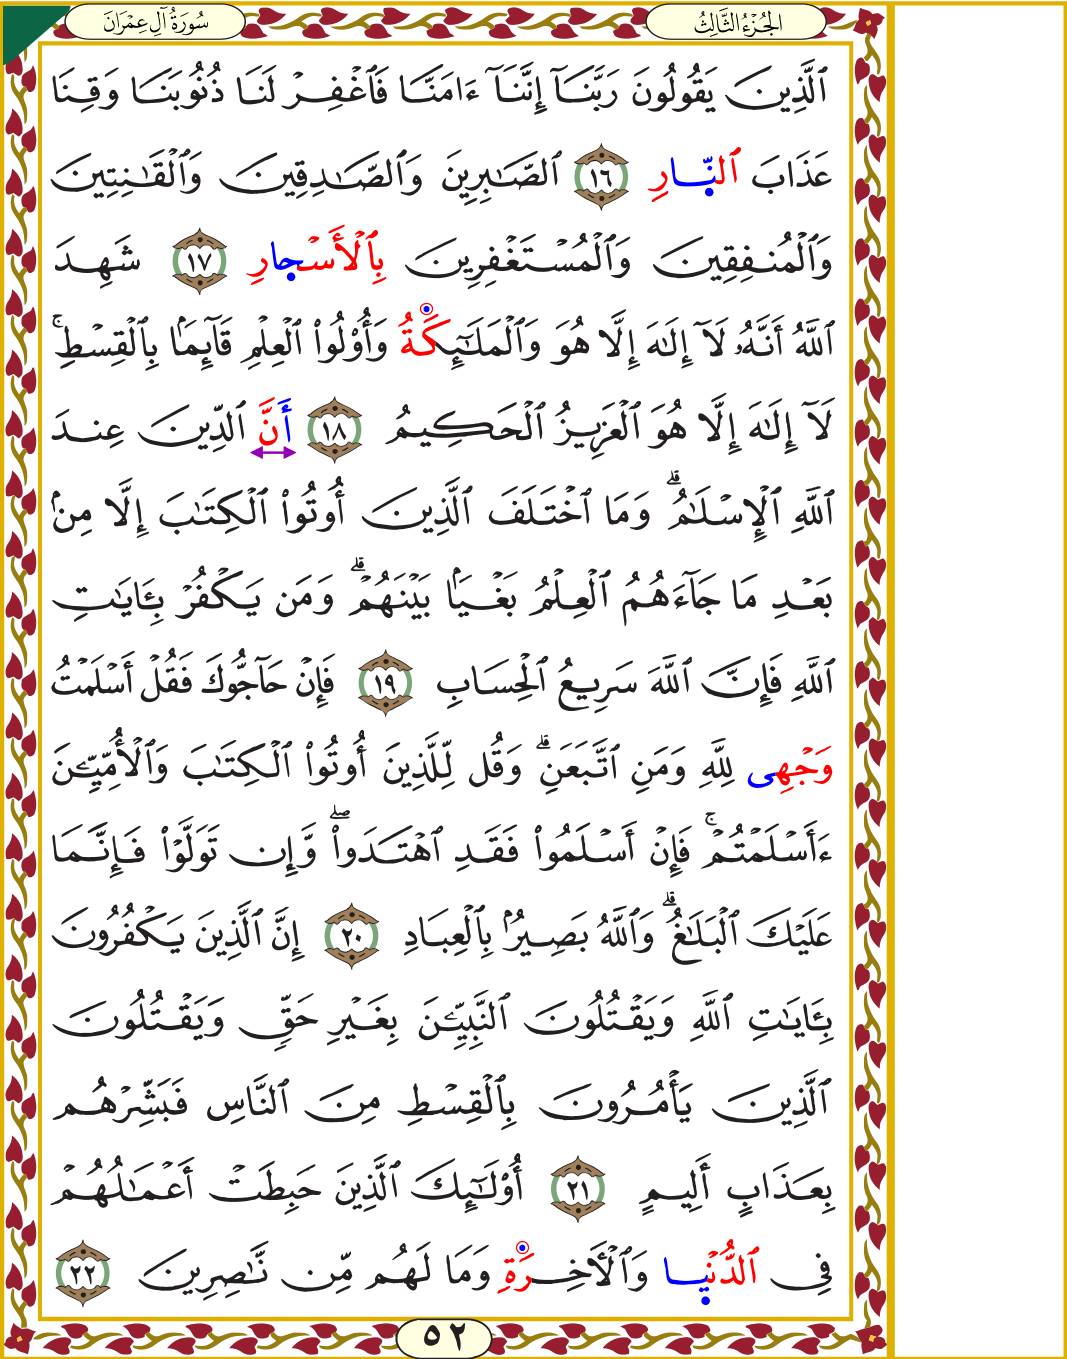 سُورَةُ آلِ عِمْرَانَ
الجُزْءُ الثَّالِثُ
ٱلَّذِينَ يَقُولُونَ رَبَّنَآ إِنَّنَآ ءَامَنَّا فَٱغْفِرْ لَنَا ذُنُوبَنَا وَقِنَا
عَذَابَ ٱلنّ۪ارِ ١٦ ٱلصَّٰبِرِينَ وَٱلصَّٰدِقِينَ وَٱلْقَٰنِتِينَ
وَٱلْمُنفِقِينَ وَٱلْمُسْتَغْفِرِينَ بِٱلْأَسْح۪ارِ ١٧ شَهِدَ
ٱللَّهُ أَنَّهُۥ لَآ إِلَٰهَ إِلَّا هُوَ وَٱلْمَلَٰٓئِكَةُ وَأُو۟لُوا۟ ٱلْعِلْمِ قَآئِمَۢا بِٱلْقِسْطِ ۚ
لَآ إِلَٰهَ إِلَّا هُوَ ٱلْعَزِيزُ ٱلْحَكِيمُ ١٨ أَنَّ ٱلدِّينَ عِندَ
ٱللَّهِ ٱلْإِسْلَٰمُ ۗ وَمَا ٱخْتَلَفَ ٱلَّذِينَ أُوتُوا۟ ٱلْكِتَٰبَ إِلَّا مِنۢ
بَعْدِ مَا جَآءَهُمُ ٱلْعِلْمُ بَغْيَۢا بَيْنَهُمْ ۗ وَمَن يَكْفُرْ بِـَٔايَٰتِ
ٱللَّهِ فَإِنَّ ٱللَّهَ سَرِيعُ ٱلْحِسَابِ ١٩ فَإِنْ حَآجُّوكَ فَقُلْ أَسْلَمْتُ
وَجْهِى لِلَّهِ وَمَنِ ٱتَّبَعَنِ ۗ وَقُل لِّلَّذِينَ أُوتُوا۟ ٱلْكِتَٰبَ وَٱلْأُمِّيِّـۧنَ
ءَأَسْلَمْتُمْ ۚ فَإِنْ أَسْلَمُوا۟ فَقَدِ ٱهْتَدَوا۟ ۖ وَّإِن تَوَلَّوْا۟ فَإِنَّمَا
عَلَيْكَ ٱلْبَلَٰغُ ۗ وَٱللَّهُ بَصِيرٌۢ بِٱلْعِبَادِ ٢٠ إِنَّ ٱلَّذِينَ يَكْفُرُونَ
بِـَٔايَٰتِ ٱللَّهِ وَيَقْتُلُونَ ٱلنَّبِيِّـۧنَ بِغَيْرِ حَقٍّ وَيَقْتُلُونَ
ٱلَّذِينَ يَأْمُرُونَ بِٱلْقِسْطِ مِنَ ٱلنَّاسِ فَبَشِّرْهُم
بِعَذَابٍ أَلِيمٍ ٢١ أُو۟لَٰٓئِكَ ٱلَّذِينَ حَبِطَتْ أَعْمَٰلُهُمْ
فِى ٱلدُّنْي۪ا وَٱلْـَٔاخِرَةِ وَمَا لَهُم مِّن نَّٰصِرِينَ ٢٢
٥٢